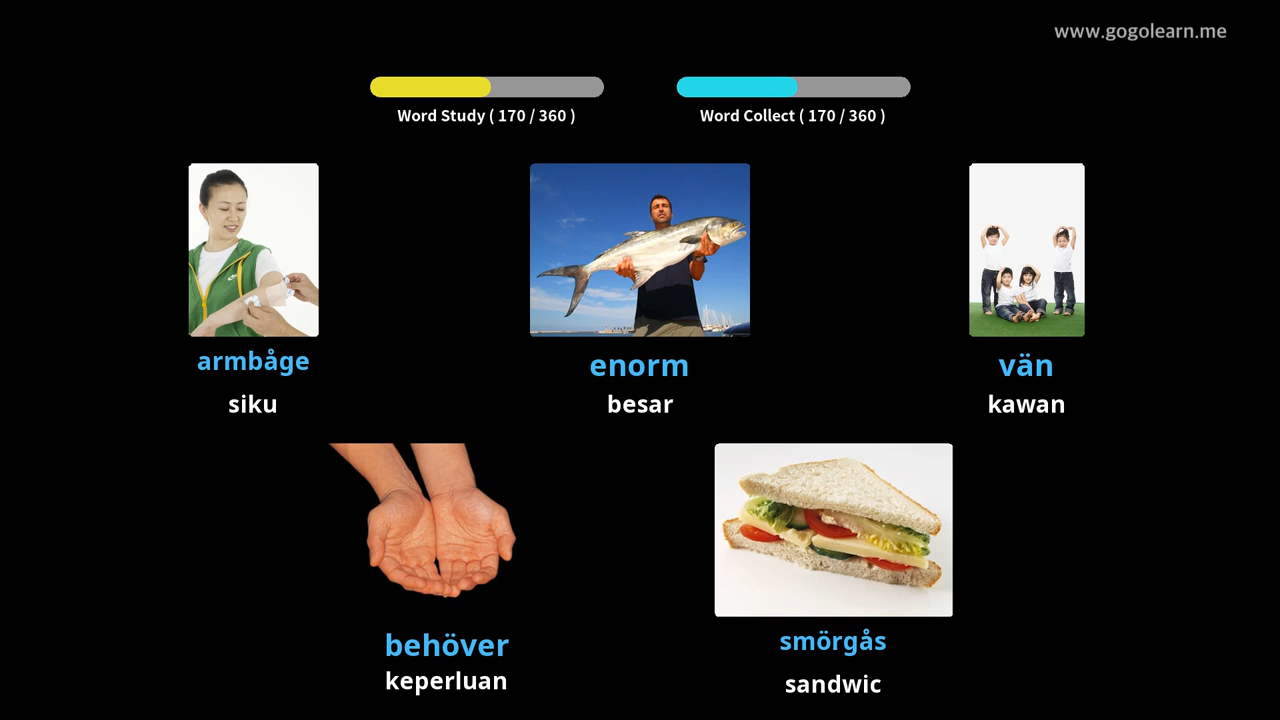 www.gogolearn.me
Word Study ( 170 / 360 )
Word Collect ( 170 / 360 )
armbåge
siku
enorm
besar
vän
kawan
behöver
keperluan
smörgås
sandwic